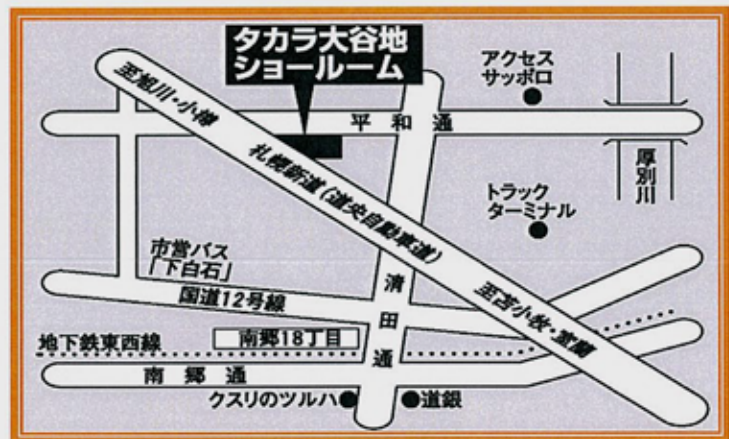 タカラ大谷地
ショールーム
アクセス
サッポロ
至旭川・小樽
平和通
厚別川
札幌新道(道央自動車道)
トラック
ターミナル
市営バス
「下白石」
国道12号線
清田通
至苫小牧・室蘭
地下鉄東西線
南郷18丁目
南郷通
クスリのツルハ
道銀